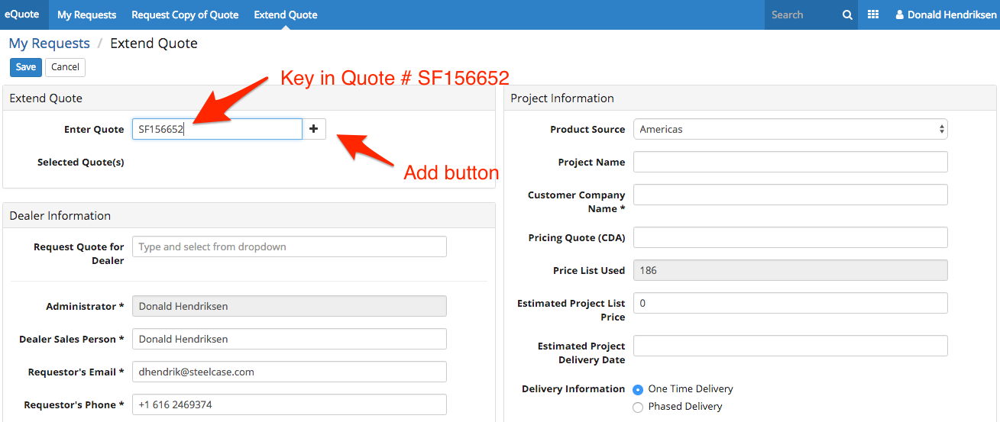 eQuote My Requests Request Copy of Quote Extend Quote Search Donald Hendriksen
My Requests / Extend Quote
Save Cancel
Key in Quote # SF156652
Extend Quote
Enter Quote SF156652 +
Selected Quote(s)
Add button
Dealer Information
Request Quote for
Dealer
Type and select from dropdown
Administrator * Donald Hendriksen
Dealer Sales Person * Donald Hendriksen
Requestor's Email * dhendrik@steelcase.com
Requestor's Phone * +1 616 2469374
Project Information
Product Source Americas
Project Name
Customer Company
Name *
Pricing Quote (CDA)
Price List Used 186
Estimated Project List
Price
0
Estimated Project
Delivery Date
Delivery Information One Time Delivery
Phased Delivery